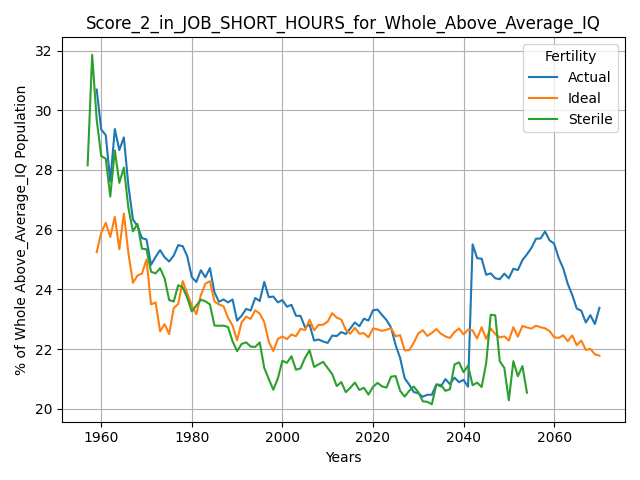 Score_2_in_JOB_SHORT_HOURS_for_Whole_Above_Average_IQ
% of Whole Above_Average_IQ Population
32
30
28
26
24
22
20
Fertility
Actual
Ideal
Sterile
1960
1980
2000
2020
2040
2060
Years